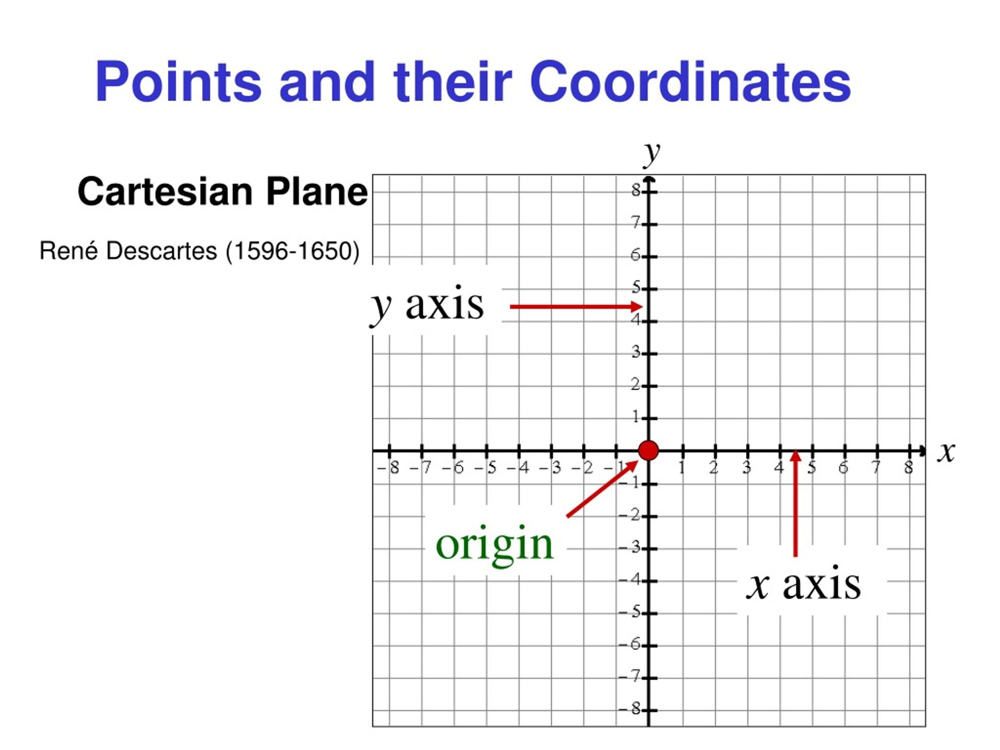 Points and their Coordinates
y
Cartesian Plane
René Descartes (1596-1650)
8
7
6
5
y axis
4
3
2
1
x
-8 -7 -6 -5 -4 -3 -2 -1 1 2 3 4 5 6 7 8
-1
-2
origin
-3
-4
x axis
-5
-6
-7
-8